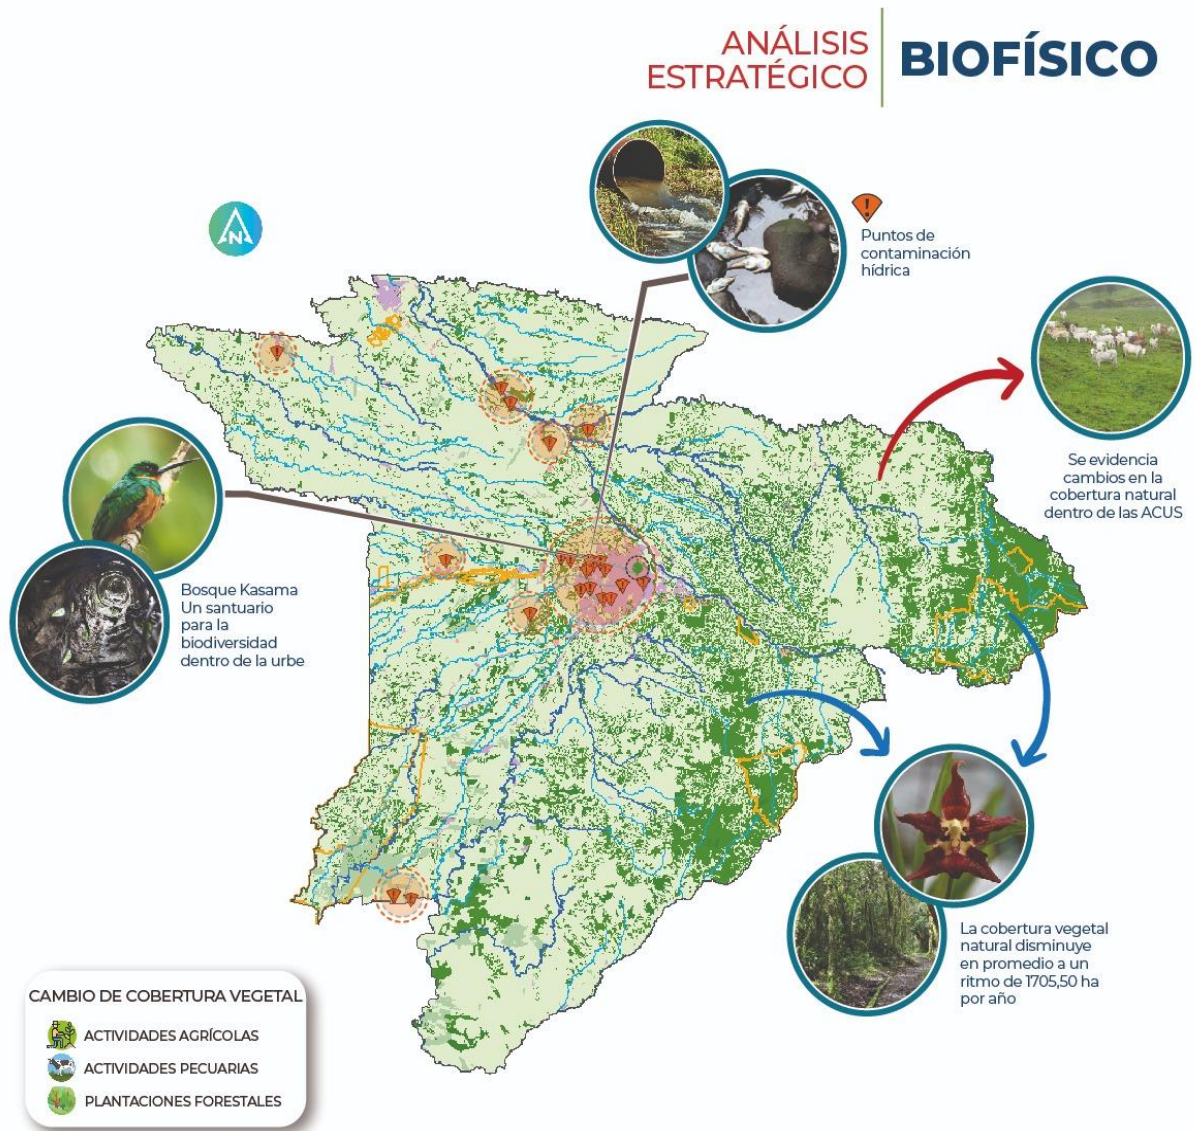 ANÁLISIS
ESTRATÉGICO
BIOFÍSICO
N
Puntos de
contaminación
hídrica
Se evidencia
cambios en la
cobertura natural
dentro de las ACUS
Bosque Kasama
Un santuario
para la
biodiversidad
dentro de la urbe
La cobertura vegetal
natural disminuye
en promedio a un
ritmo de 1705,50 ha
por año
CAMBIO DE COBERTURA VEGETAL
ACTIVIDADES AGRÍCOLAS
ACTIVIDADES PECUARIAS
PLANTACIONES FORESTALES